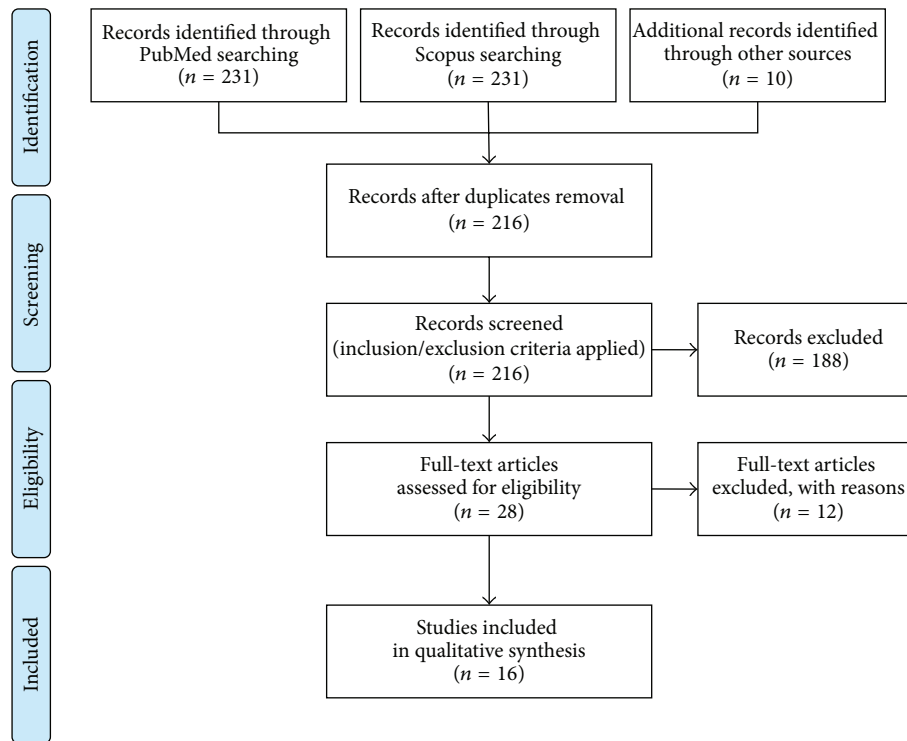 Identification
Records identified through
PubMed searching
(n = 231)
Records identified through
Scopus searching
(n = 231)
Additional records identified
through other sources
(n = 10)
Records after duplicates removal
(n = 216)
Screening
Records screened
(inclusion/exclusion criteria applied)
(n = 216)
Records excluded
(n = 188)
Eligibility
Full-text articles
assessed for eligibility
(n = 28)
Full-text articles
excluded, with reasons
(n = 12)
Included
Studies included
in qualitative synthesis
(n = 16)